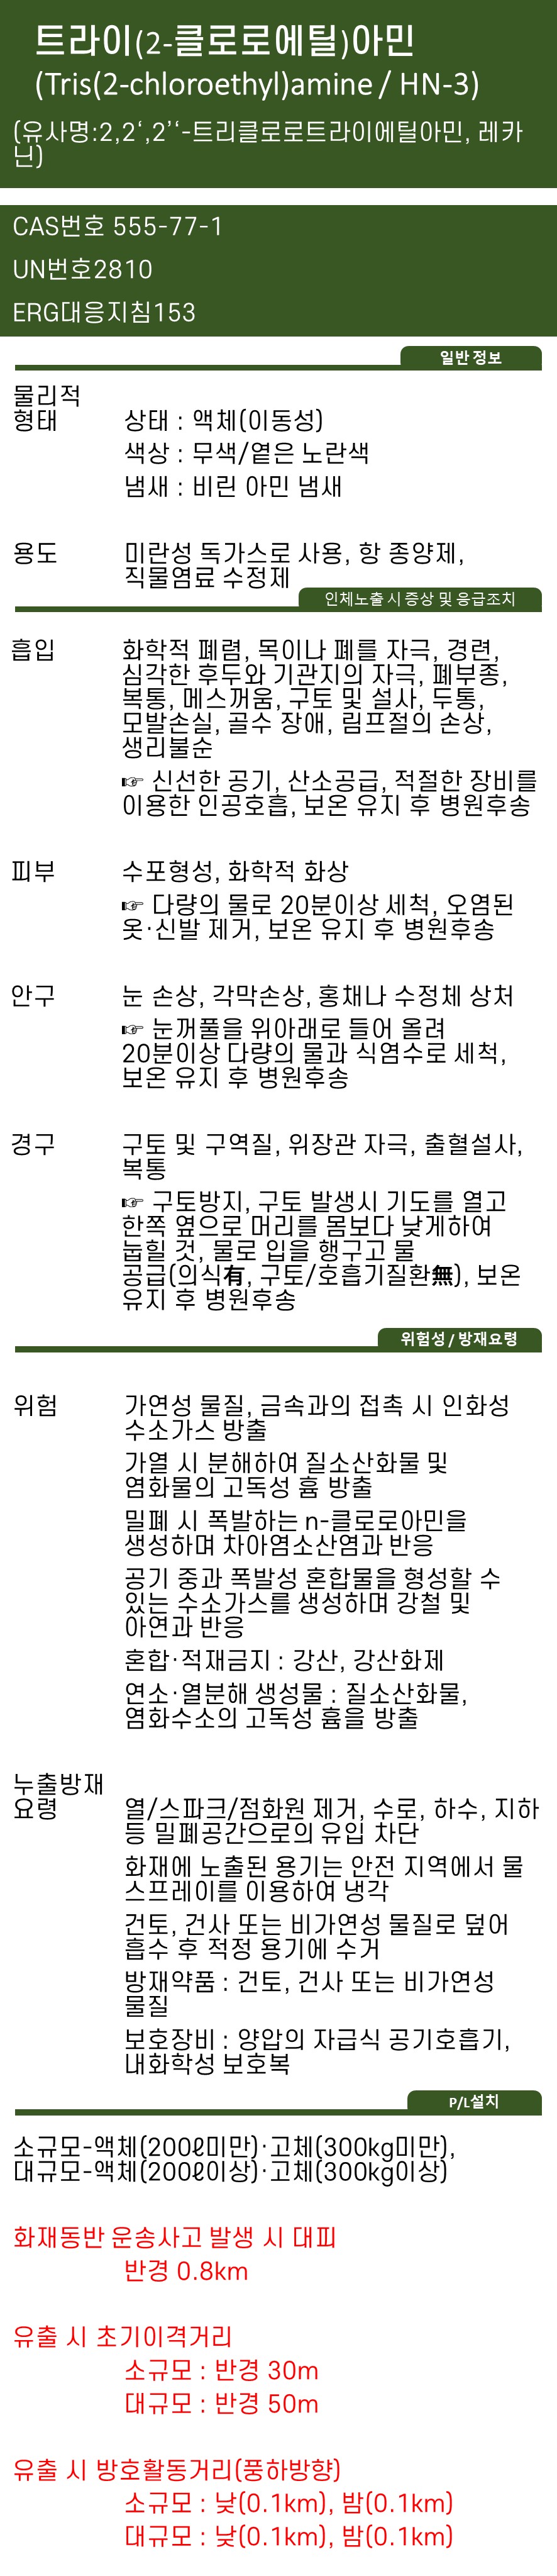 트라이(2-클로로에틸)아민
(Tris(2-chloroethyl)amine / HN-3)
(유사명:2,2‘,2’‘-트리클로로트라이에틸아민, 레카
닌)
CAS번호 555-77-1
UN번호2810
ERG대응지침153
일반 정보
물리적
형태
상태 : 액체(이동성)
색상 : 무색/옅은 노란색
냄새 : 비린 아민 냄새
용도
미란성 독가스로 사용, 항 종양제,
직물염료 수정제
인체노출 시 증상 및 응급조치
흡입
화학적 폐렴, 목이나 폐를 자극, 경련,
심각한 후두와 기관지의 자극, 폐부종,
복통, 메스꺼움, 구토 및 설사, 두통,
모발손실, 골수 장애, 림프절의 손상,
생리불순
☞ 신선한 공기, 산소공급, 적절한 장비를
이용한 인공호흡, 보온 유지 후 병원후송
피부
수포형성, 화학적 화상
☞ 다량의 물로 20분이상 세척, 오염된
옷·신발 제거, 보온 유지 후 병원후송
안구
눈 손상, 각막손상, 홍채나 수정체 상처
☞ 눈꺼풀을 위아래로 들어 올려
20분이상 다량의 물과 식염수로 세척,
보온 유지 후 병원후송
경구
구토 및 구역질, 위장관 자극, 출혈설사,
복통
☞ 구토방지, 구토 발생시 기도를 열고
한쪽 옆으로 머리를 몸보다 낮게하여
눕힐 것, 물로 입을 행구고 물
공급(의식有, 구토/호흡기질환無), 보온
유지 후 병원후송
위험성 / 방재요령
위험
가연성 물질, 금속과의 접촉 시 인화성
수소가스 방출
가열 시 분해하여 질소산화물 및
염화물의 고독성 흄 방출
밀폐 시 폭발하는 n-클로로아민을
생성하며 차아염소산염과 반응
공기 중과 폭발성 혼합물을 형성할 수
있는 수소가스를 생성하며 강철 및
아연과 반응
혼합·적재금지 : 강산, 강산화제
연소·열분해 생성물 : 질소산화물,
염화수소의 고독성 흄을 방출
누출방재
요령
열/스파크/점화원 제거, 수로, 하수, 지하
등 밀폐공간으로의 유입 차단
화재에 노출된 용기는 안전 지역에서 물
스프레이를 이용하여 냉각
건토, 건사 또는 비가연성 물질로 덮어
흡수 후 적정 용기에 수거
방재약품 : 건토, 건사 또는 비가연성
물질
보호장비 : 양압의 자급식 공기호흡기,
내화학성 보호복
P/L설치
소규모-액체(200ℓ미만)·고체(300kg미만),
대규모-액체(200ℓ이상)·고체(300kg이상)
화재동반 운송사고 발생 시 대피
반경 0.8km
유출 시 초기이격거리
소규모 : 반경 30m
대규모 : 반경 50m
유출 시 방호활동거리(풍하방향)
소규모 : 낮(0.1km), 밤(0.1km)
대규모 : 낮(0.1km), 밤(0.1km)